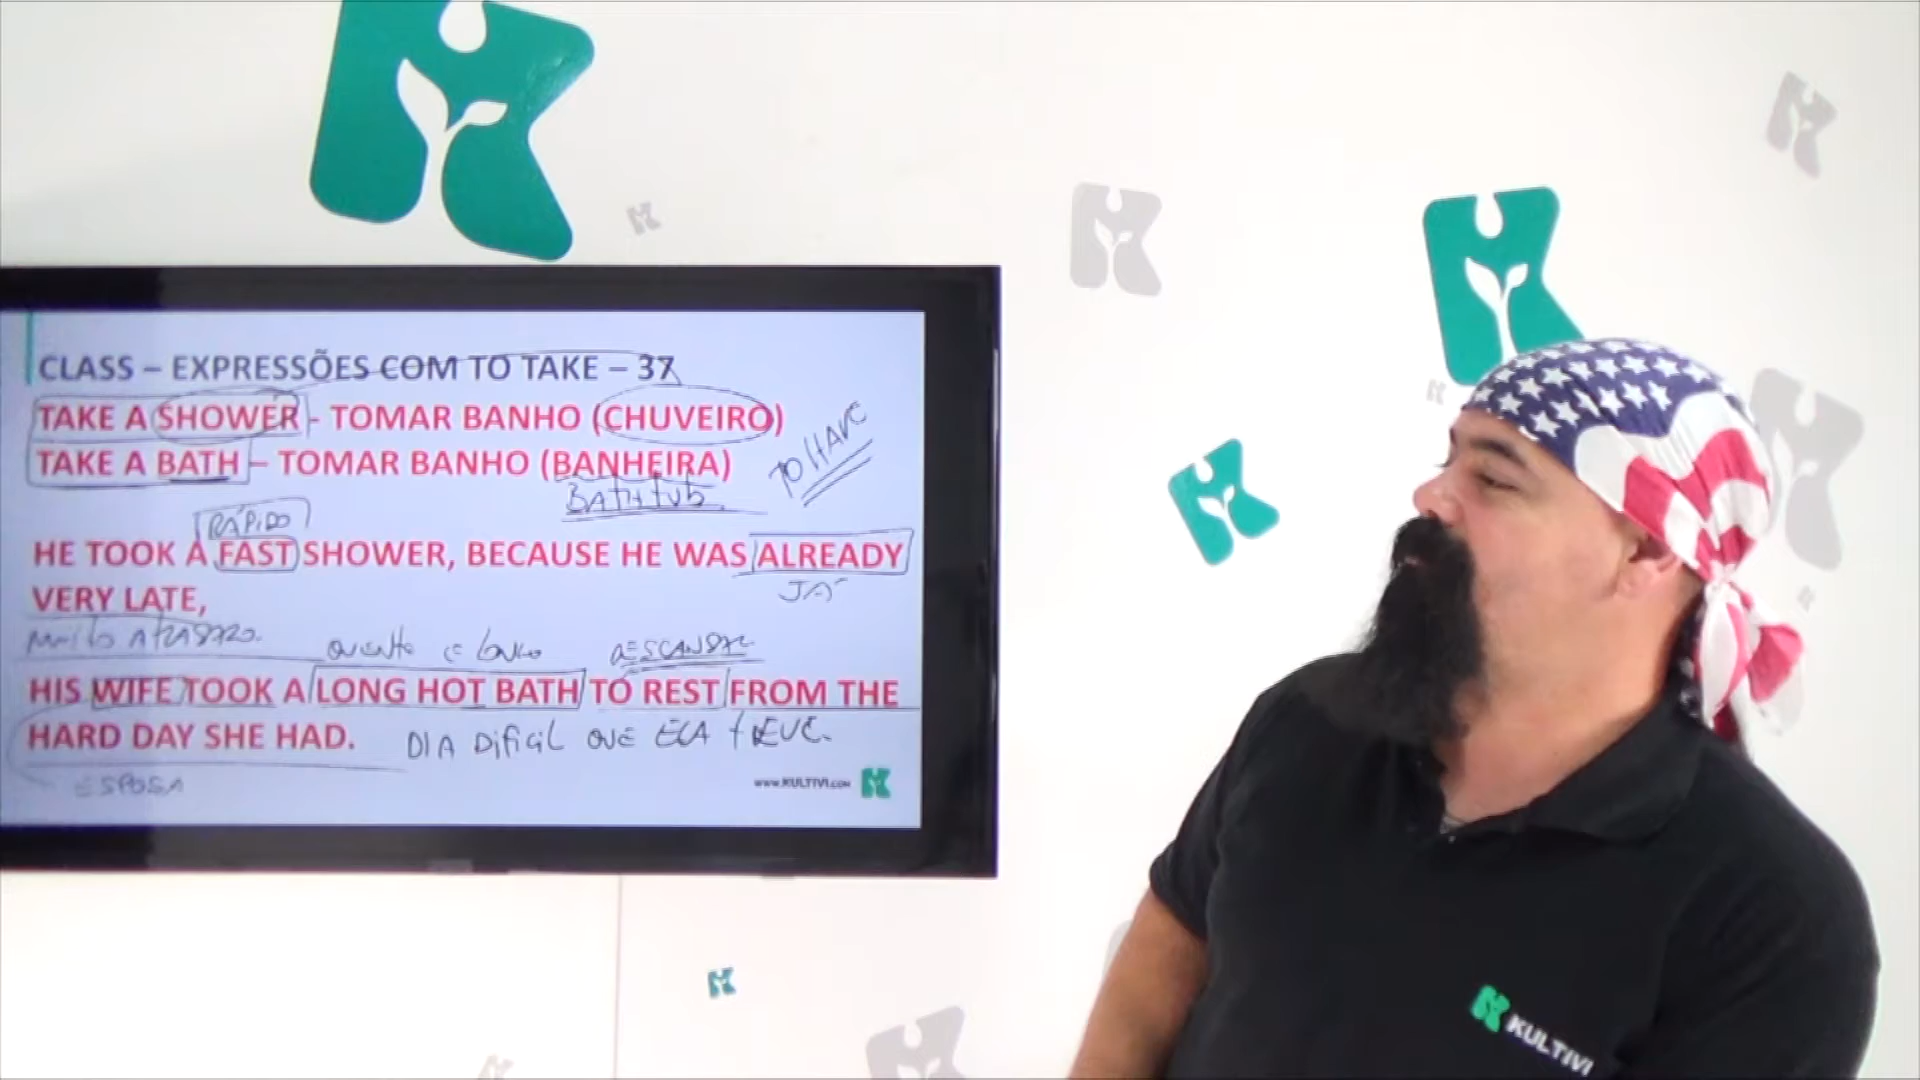 CLASS – EXPRESSÕES COM TO TAKE – 37
TAKE A SHOWER - TOMAR BANHO (CHUVEIRO)
TAKE A BATH – TOMAR BANHO (BANHEIRA)
TO HAVE
BATHTUB
RÁPIDO
HE TOOK A FAST SHOWER, BECAUSE HE WAS ALREADY
JÁ
VERY LATE,
MUITO ATRASADO.
QUENTE E LONGO
DESCANSAR
HIS WIFE TOOK A LONG HOT BATH TO REST FROM THE
HARD DAY SHE HAD.
DIA DIFICIL QUE ELA TEVE.
ESPOSA
WWW.KULTIVI.COM
KULTIVI